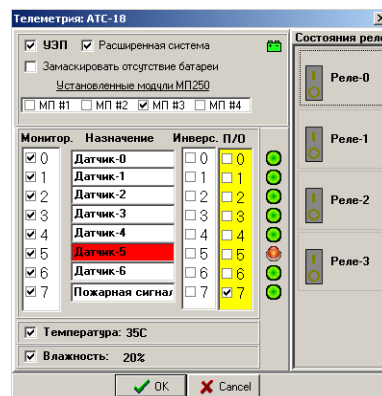 Телеметрия: АТС-18
УЭП Расширенная система
Замаскировать отсутствие батареи
Установленные модули МП250
МП #1 МП #2 МП #3 МП #4
Монитор. Назначение Инверс. П/О
0 Датчик-0 0 0
1 Датчик-1 1 1
2 Датчик-2 2 2
3 Датчик-3 3 3
4 Датчик-4 4 4
5 Датчик-5 5 5
6 Датчик-6 6 6
7 Пожарная сигнал 7 7
Температура: 35C
Влажность: 20%
OK Cancel
Состояния реле
Реле-0
Реле-1
Реле-2
Реле-3